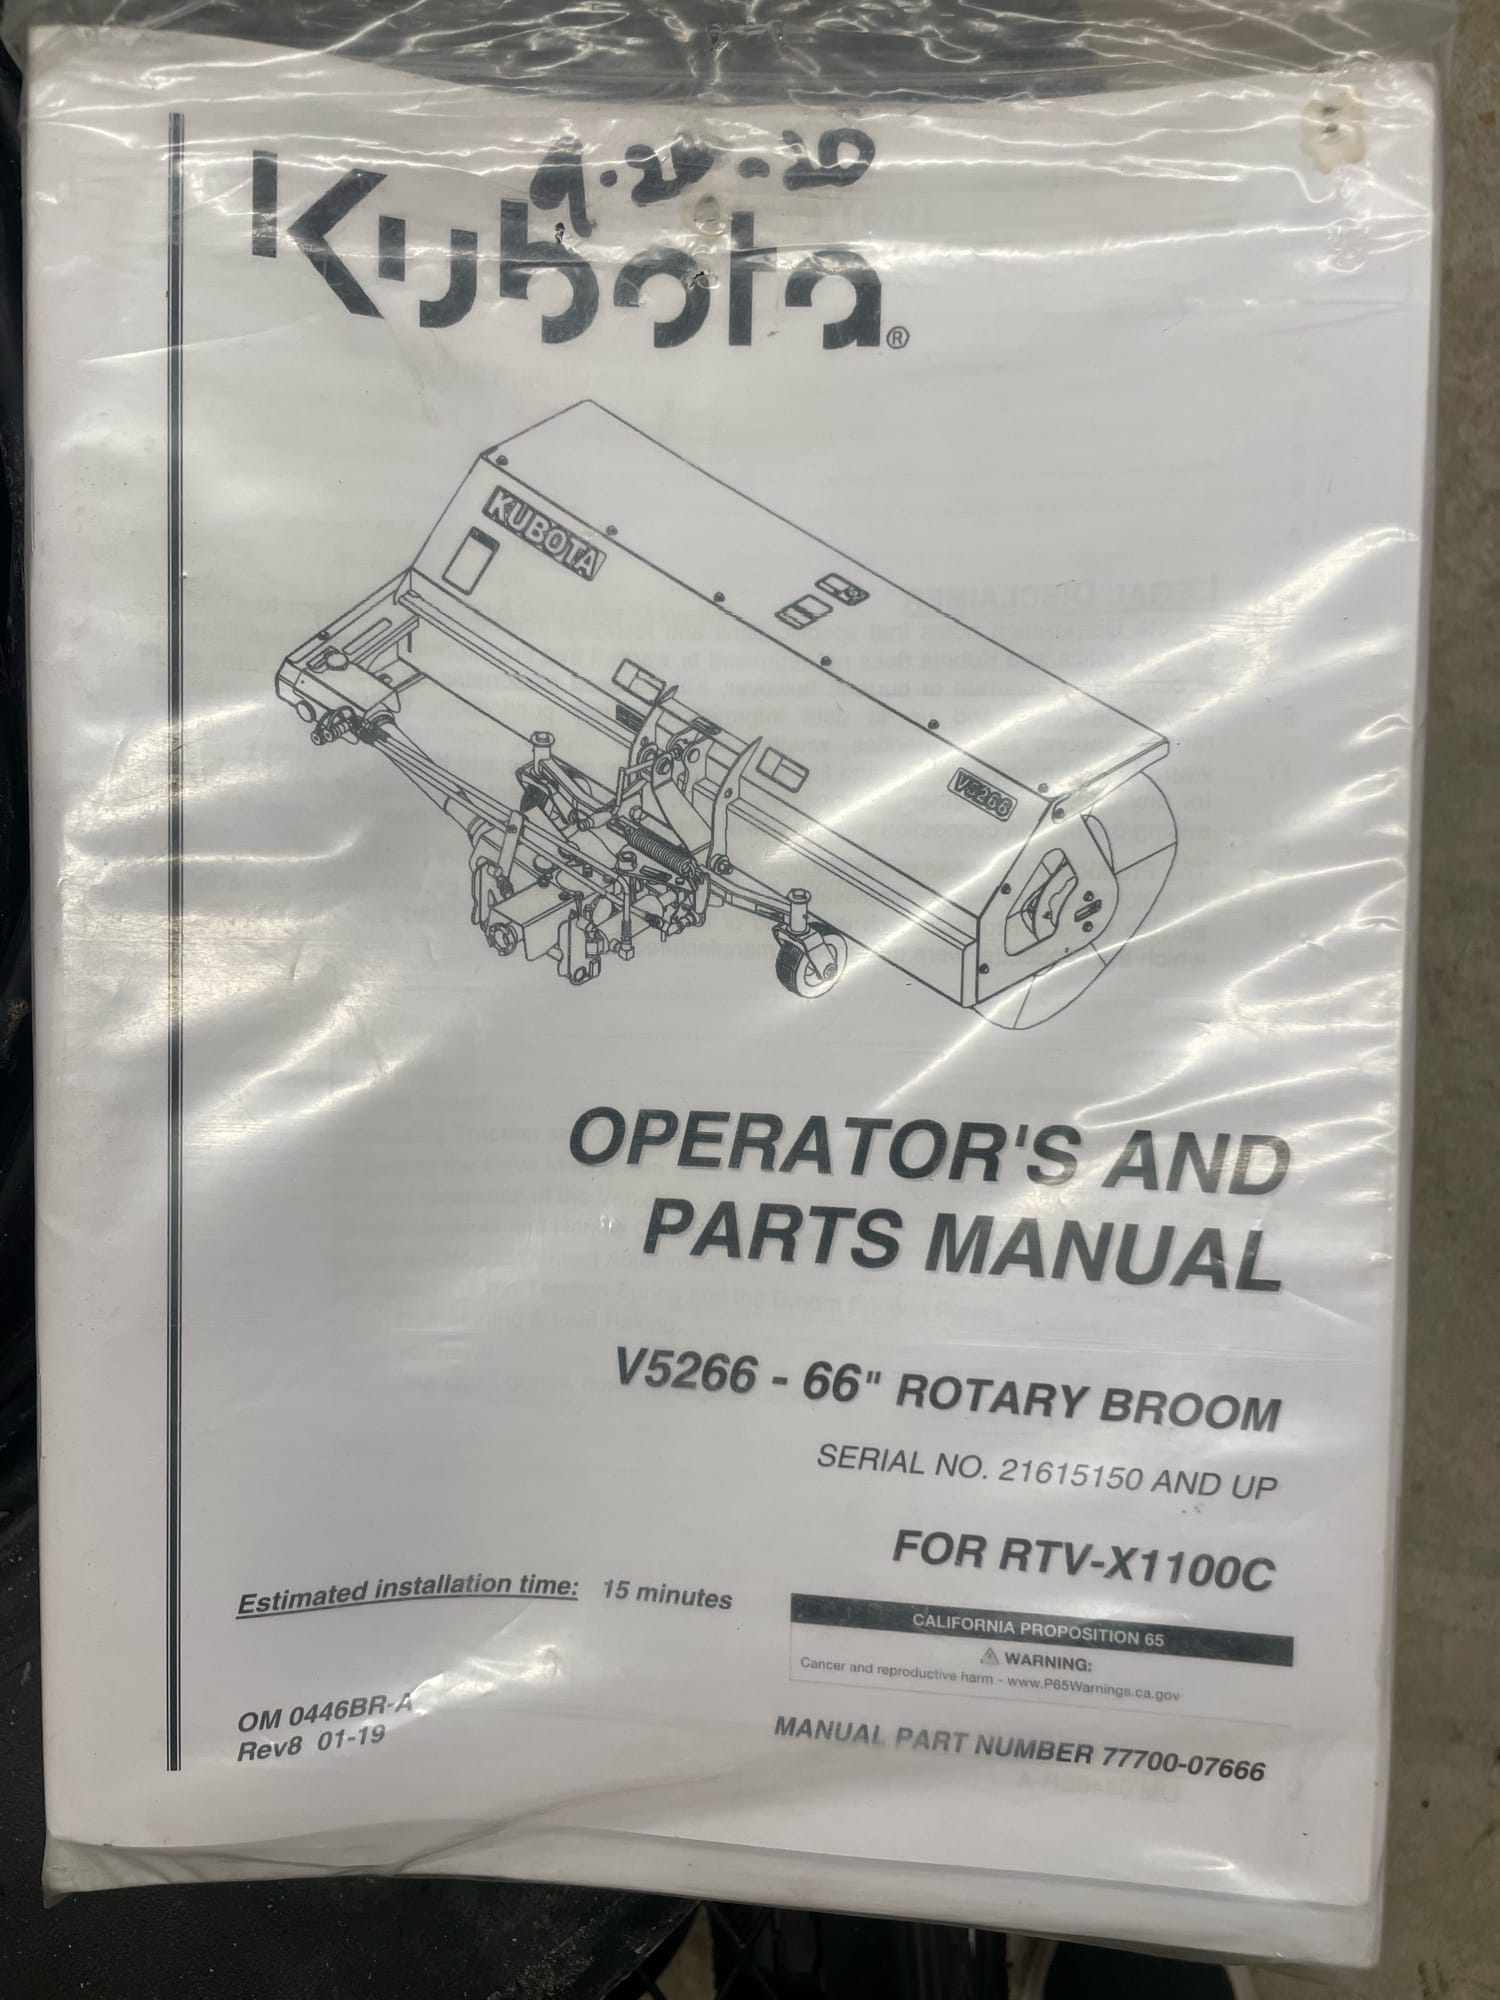 Kubota®
KUBOTA
V5266
OPERATOR'S AND
PARTS MANUAL
V5266 - 66" ROTARY BROOM
SERIAL NO. 21615150 AND UP
FOR RTV-X1100C
Estimated installation time: 15 minutes
CALIFORNIA PROPOSITION 65
⚠ WARNING:
Cancer and reproductive harm - www.P65Warnings.ca.gov
OM 0446BR-A
Rev8 01-19
MANUAL PART NUMBER 77700-07666